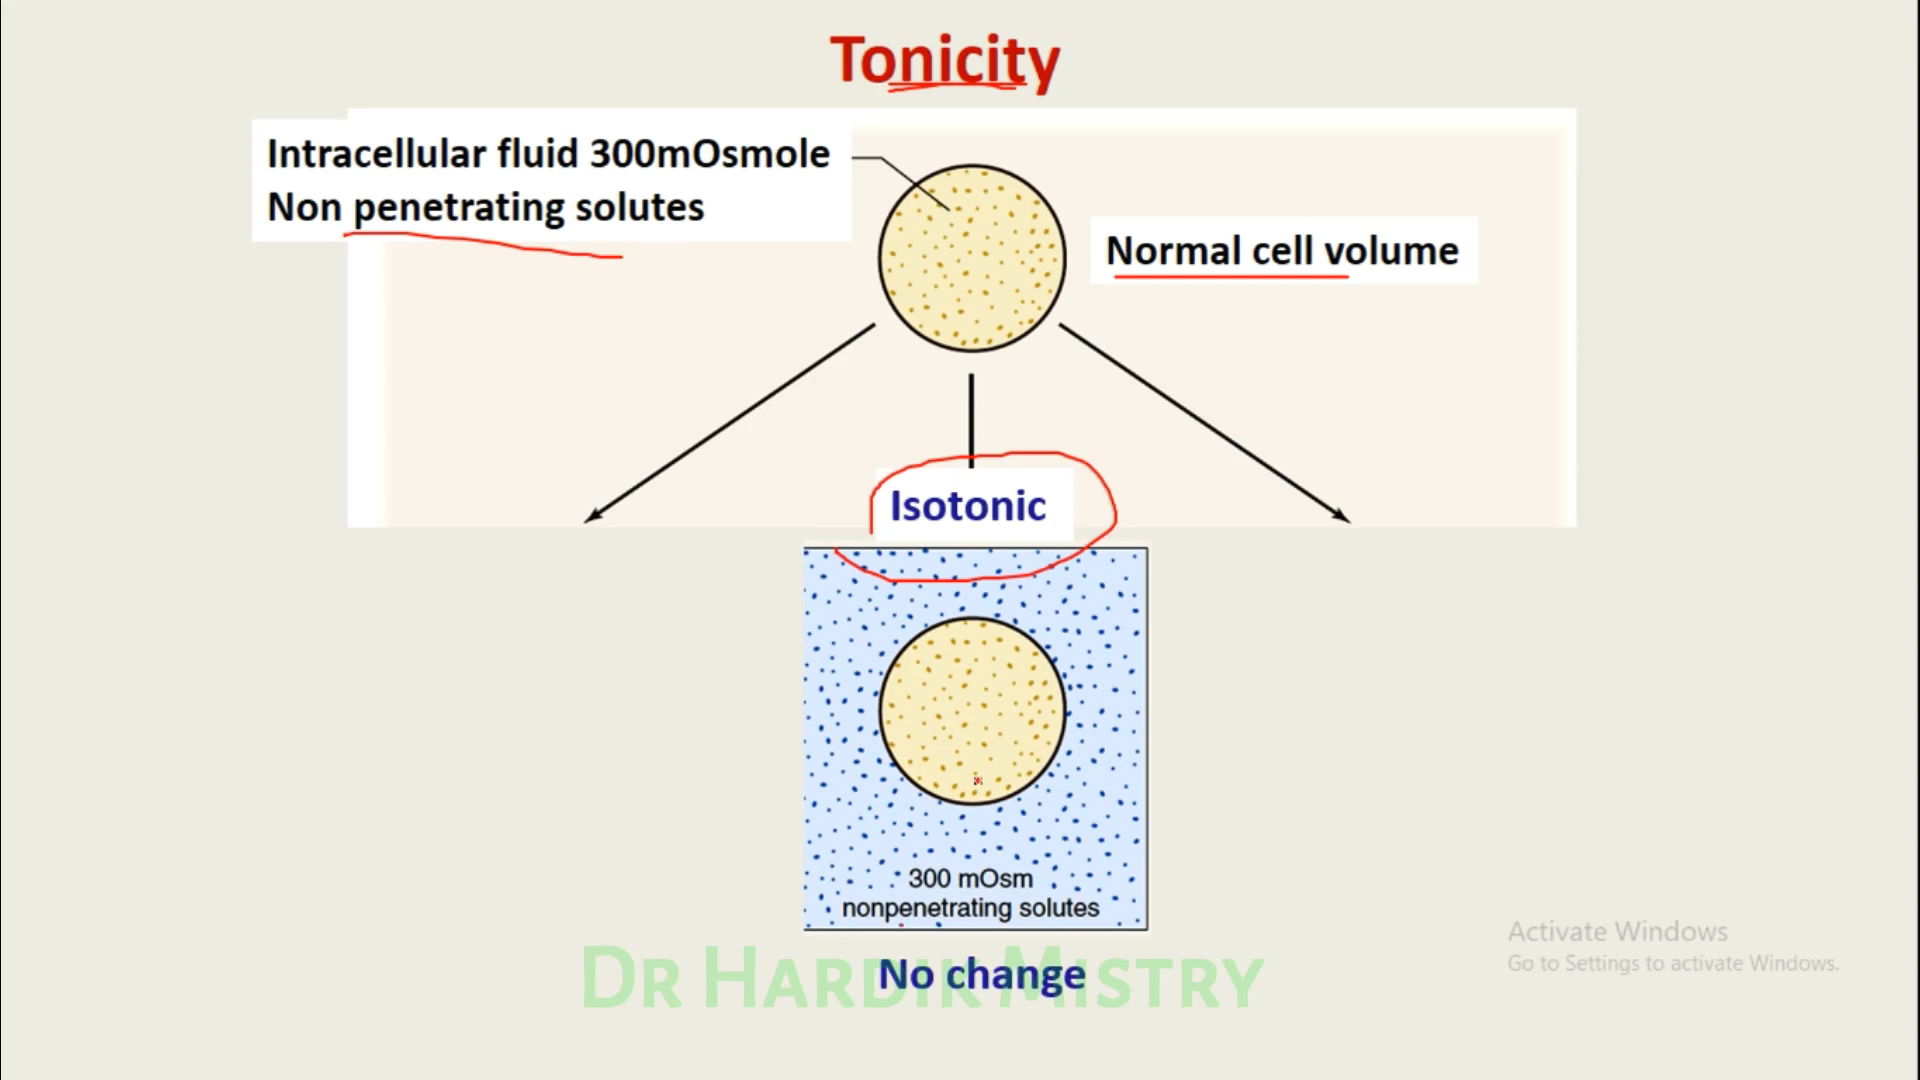 Tonicity
Intracellular fluid 300mOsmole
Non penetrating solutes
Normal cell volume
Isotonic
300 mOsm
nonpenetrating solutes
No change
DR HARDIK MISTRY
Activate Windows
Go to Settings to activate Windows.